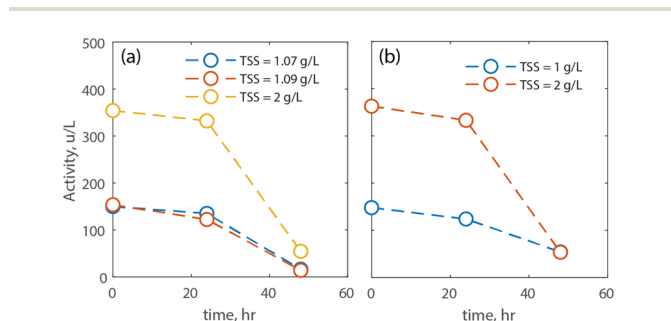 (a)
TSS = 1.07 g/L
TSS = 1.09 g/L
TSS = 2 g/L
500
400
300
200
100
0
Activity, u/L
0 20 40 60
time, hr
(b)
TSS = 1 g/L
TSS = 2 g/L
0 20 40 60
time, hr